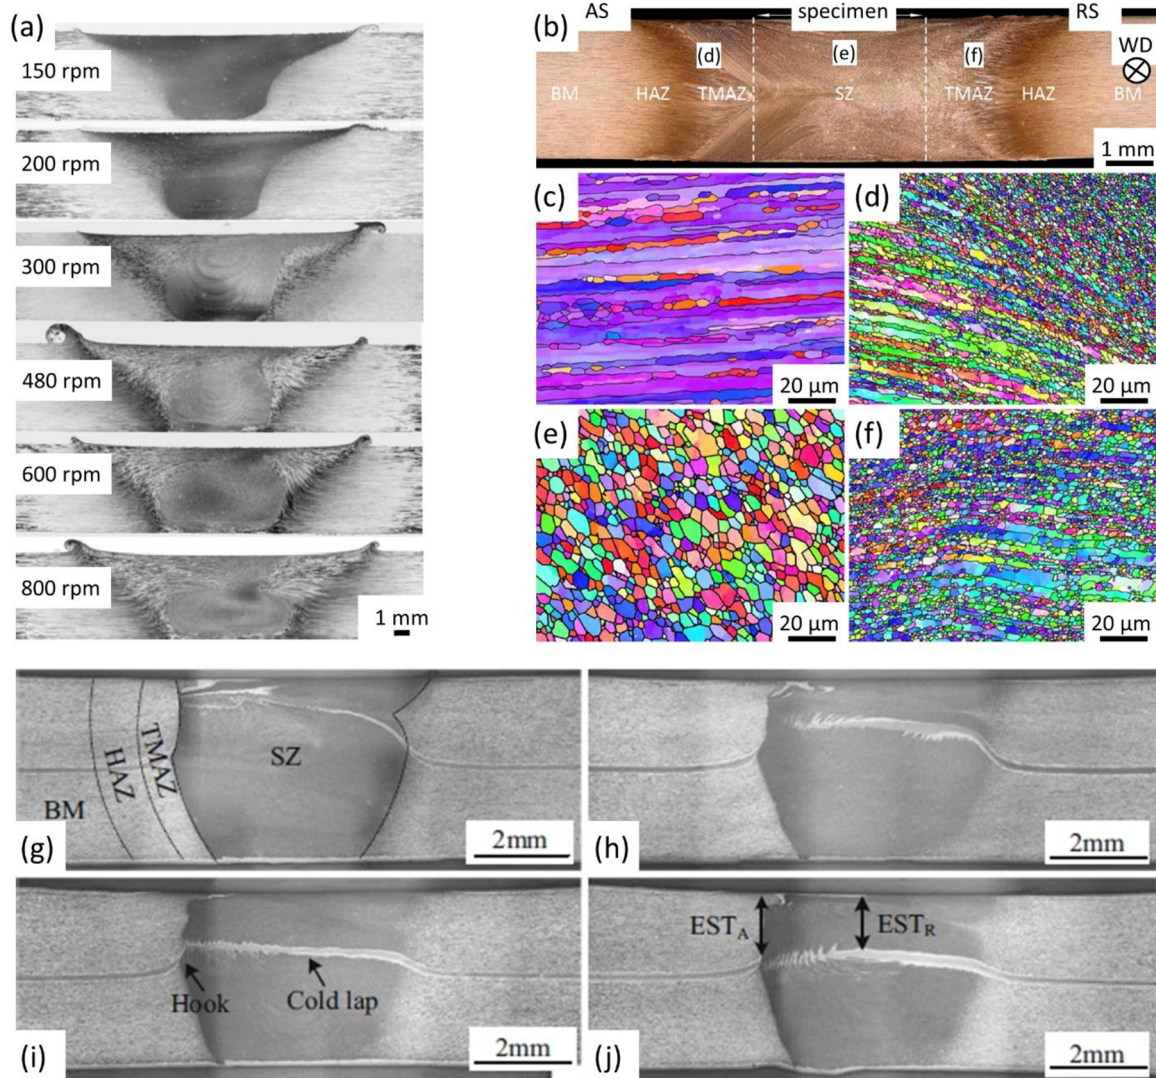 (a)
150 rpm
200 rpm
300 rpm
480 rpm
600 rpm
800 rpm
1 mm
(b)
AS
specimen
RS
WD
(d)
(e)
(f)
BM
HAZ
TMAZ
SZ
TMAZ
HAZ
BM
1 mm
(c)
20 μm
(d)
20 μm
(e)
20 μm
(f)
20 μm
(g)
BM
HAZ
TMAZ
SZ
2mm
(h)
2mm
(i)
Hook
Cold lap
2mm
(j)
EST_A
EST_R
2mm